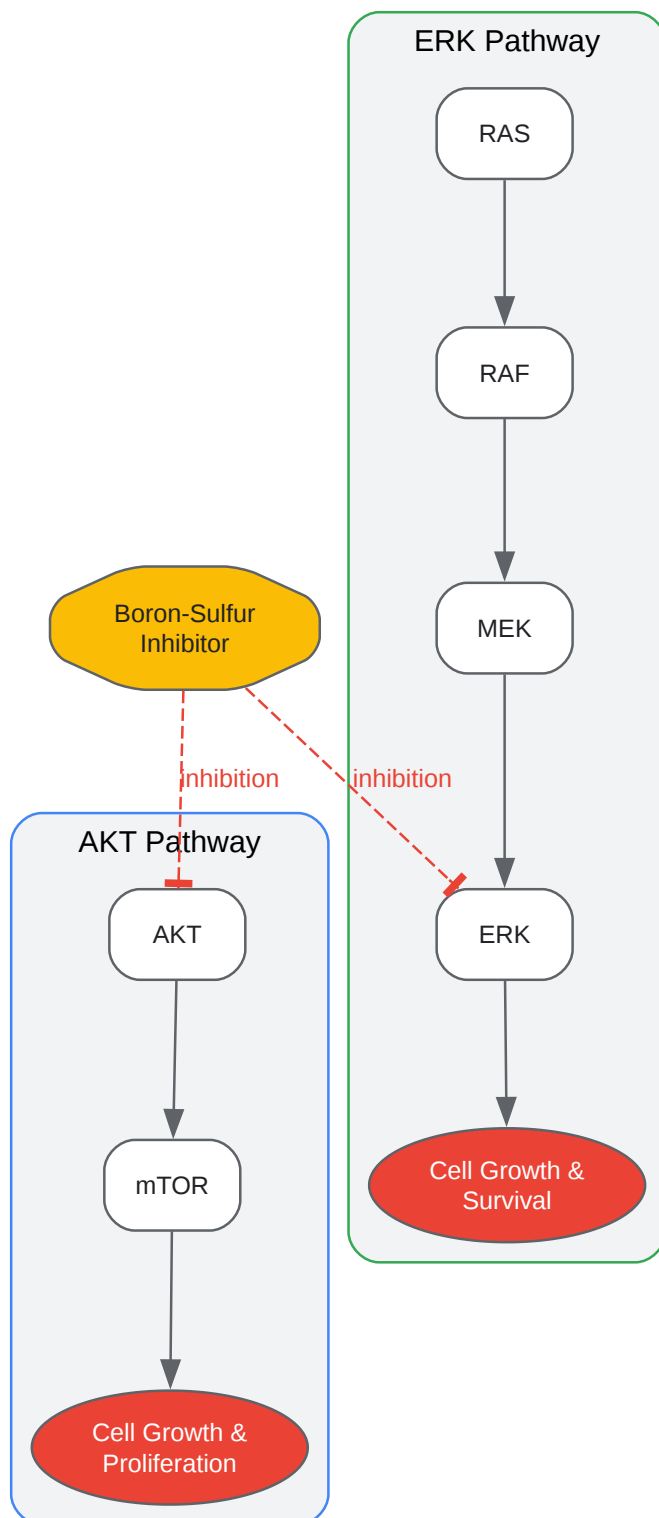 ERK Pathway
RAS
RAF
MEK
Boron-Sulfur
Inhibitor
inhibition
inhibition
AKT Pathway
AKT
ERK
mTOR
Cell Growth &
Survival
Cell Growth &
Proliferation